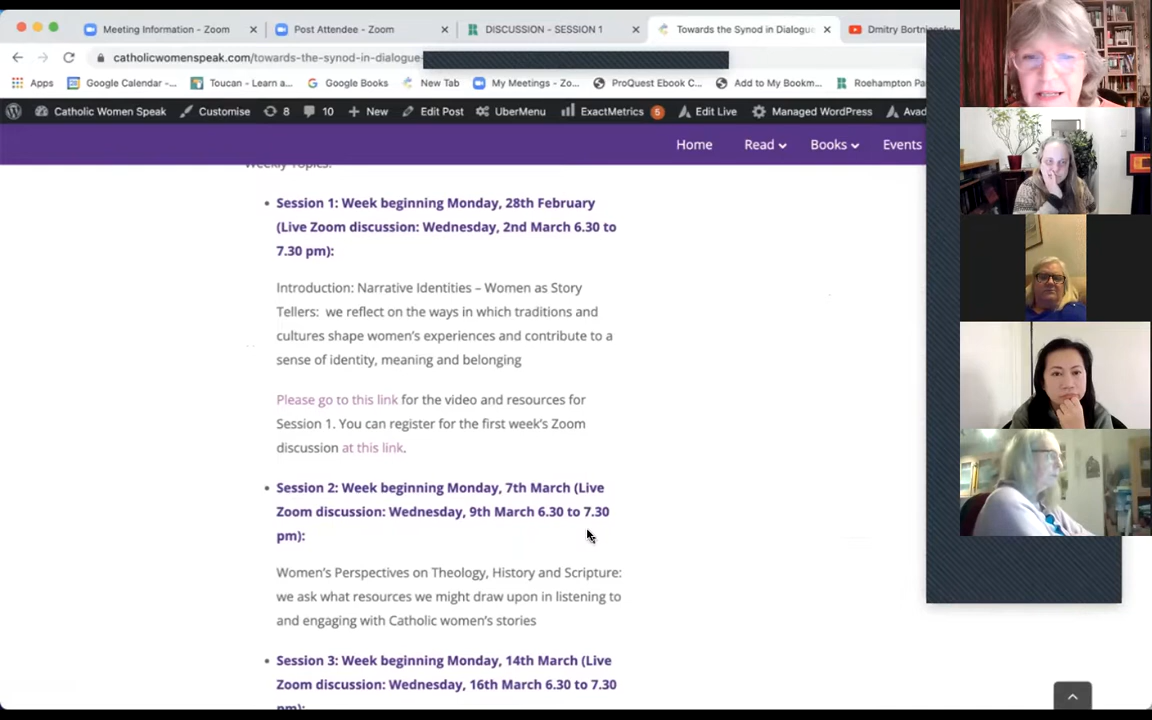 Meeting Information - Zoom
Post Attendee - Zoom
DISCUSSION - SESSION 1
Towards the Synod in Dialogue
Dmitry Bortnians
catholicwomenspeak.com/towards-the-synod-in-dialogue-
Apps
Google Calendar -...
Toucan - Learn a...
Google Books
New Tab
My Meetings - Zo...
ProQuest Ebook C...
Add to My Bookm...
Roehampton Pa
Catholic Women Speak
Customise
8
10
New
Edit Post
UberMenu
ExactMetrics
5
Edit Live
Managed WordPress
Avad
Home
Read
Books
Events
Weekly Topics:
• Session 1: Week beginning Monday, 28th February
(Live Zoom discussion: Wednesday, 2nd March 6.30 to
7.30 pm):
Introduction: Narrative Identities – Women as Story
Tellers: we reflect on the ways in which traditions and
cultures shape women's experiences and contribute to a
sense of identity, meaning and belonging
Please go to this link for the video and resources for
Session 1. You can register for the first week's Zoom
discussion at this link.
• Session 2: Week beginning Monday, 7th March (Live
Zoom discussion: Wednesday, 9th March 6.30 to 7.30
pm):
Women's Perspectives on Theology, History and Scripture:
we ask what resources we might draw upon in listening to
and engaging with Catholic women's stories
• Session 3: Week beginning Monday, 14th March (Live
Zoom discussion: Wednesday, 16th March 6.30 to 7.30
pm):